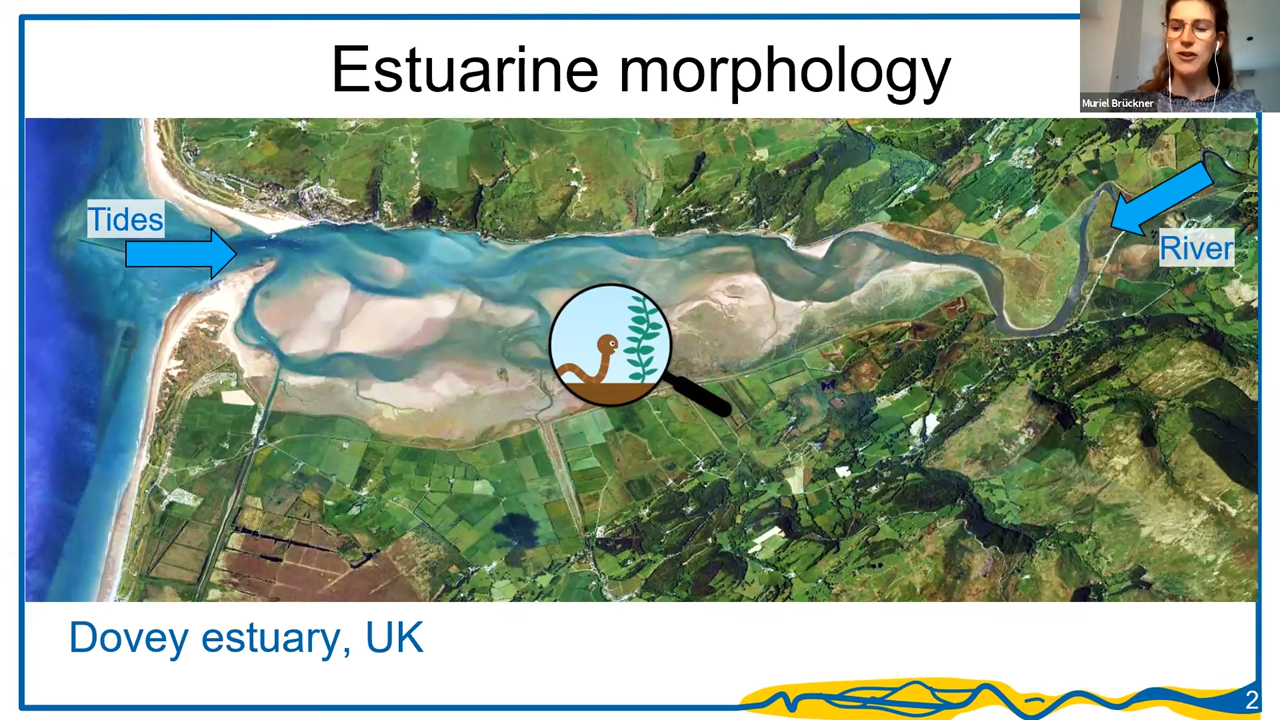 Estuarine morphology
Muriel Brückner
Tides
River
Dovey estuary, UK
2